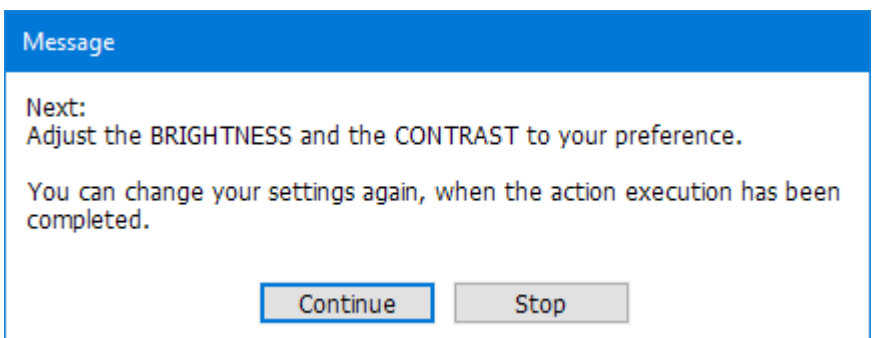 Message
Next:
Adjust the BRIGHTNESS and the CONTRAST to your preference.
You can change your settings again, when the action execution has been
completed.
Continue
Stop